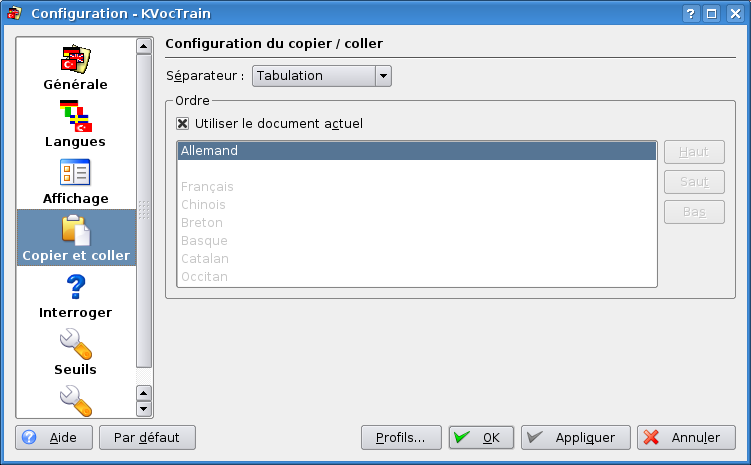 Configuration - KVocTrain
Générale
Langues
Affichage
Copier et coller
Interroger
Seuils
Configuration du copier / coller
Séparateur : Tabulation
Ordre
Utiliser le document actuel
Allemand
Français
Chinois
Breton
Basque
Catalan
Occitan
Haut
Saut
Bas
Aide
Par défaut
Profils...
OK
Appliquer
Annuler